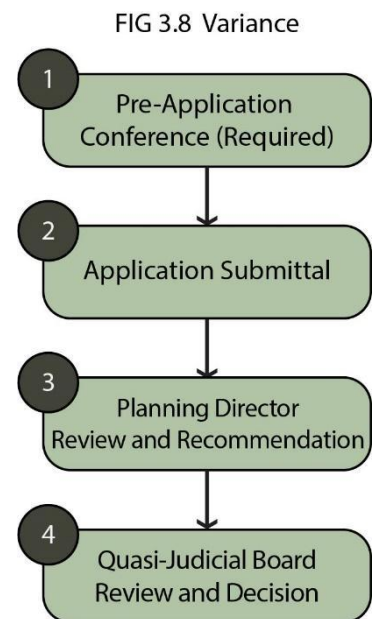 FIG 3.8 Variance
1
Pre-Application
Conference (Required)
2
Application Submittal
3
Planning Director
Review and Recommendation
4
Quasi-Judicial Board
Review and Decision